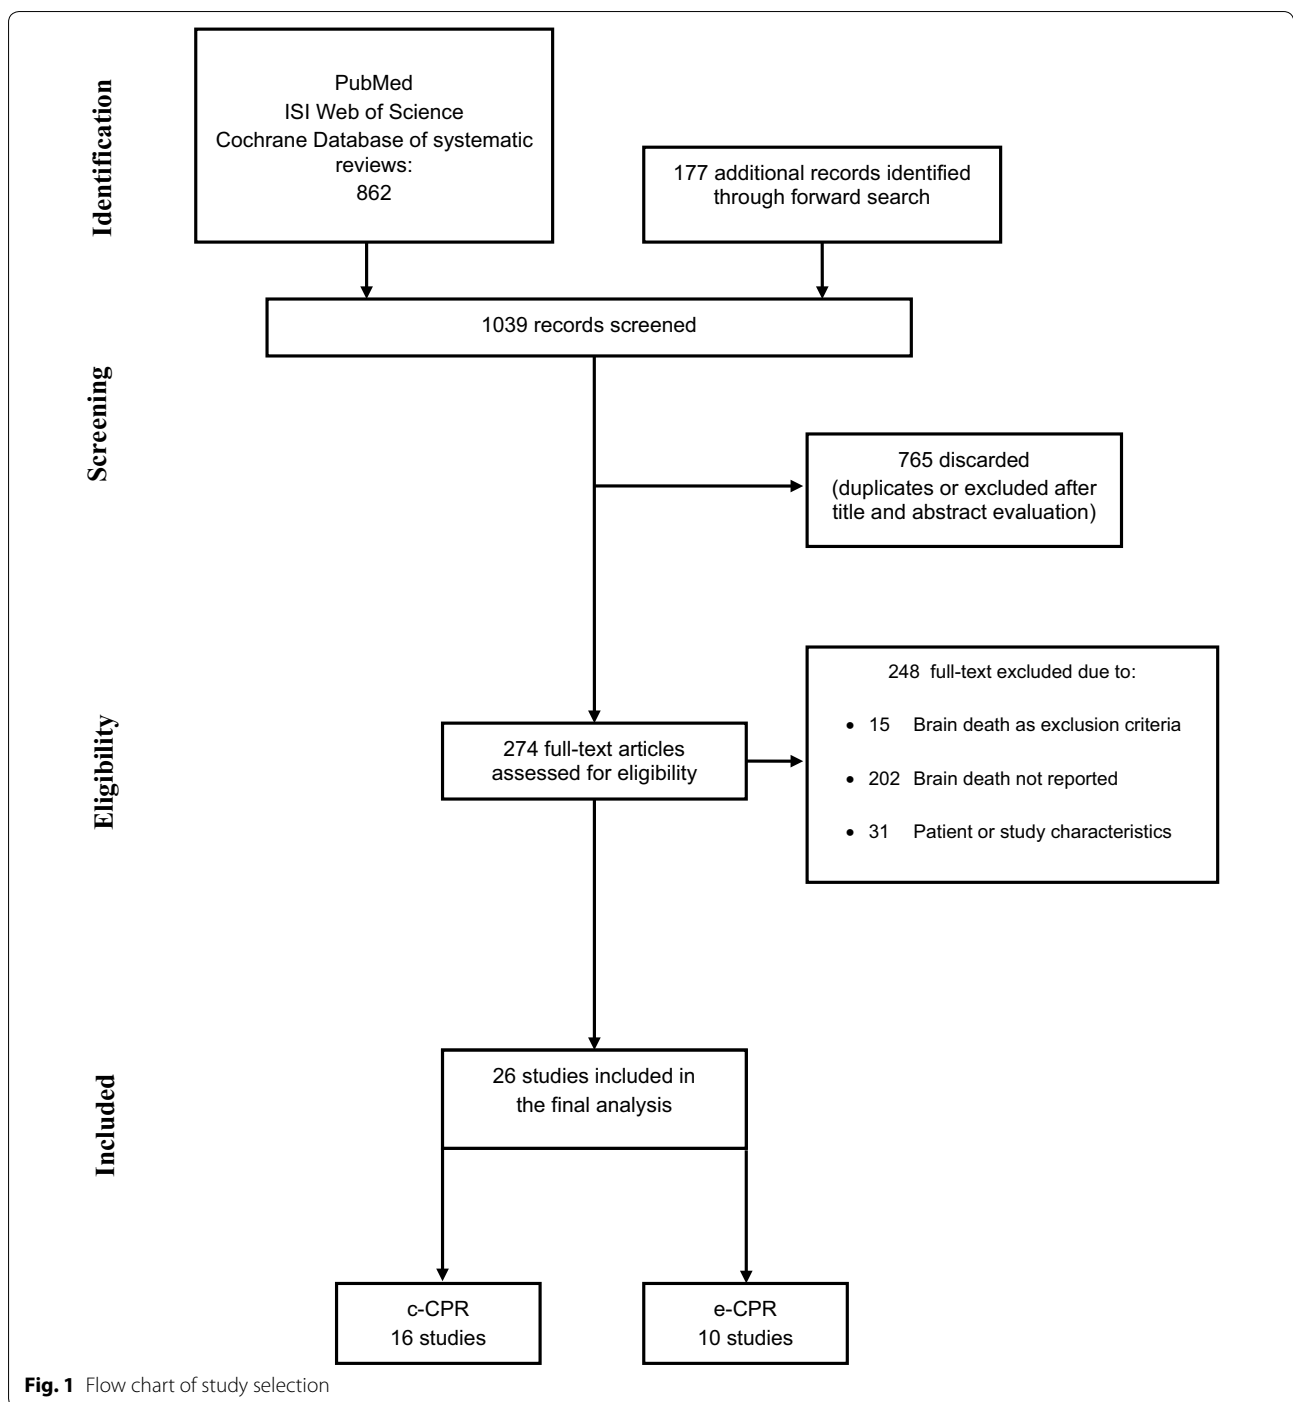 Identification
PubMed
ISI Web of Science
Cochrane Database of systematic
reviews:
862
177 additional records identified
through forward search
1039 records screened
Screening
765 discarded
(duplicates or excluded after
title and abstract evaluation)
Eligibility
274 full-text articles
assessed for eligibility
248 full-text excluded due to:
• 15 Brain death as exclusion criteria
• 202 Brain death not reported
• 31 Patient or study characteristics
Included
26 studies included in
the final analysis
c-CPR
16 studies
e-CPR
10 studies
Fig. 1 Flow chart of study selection